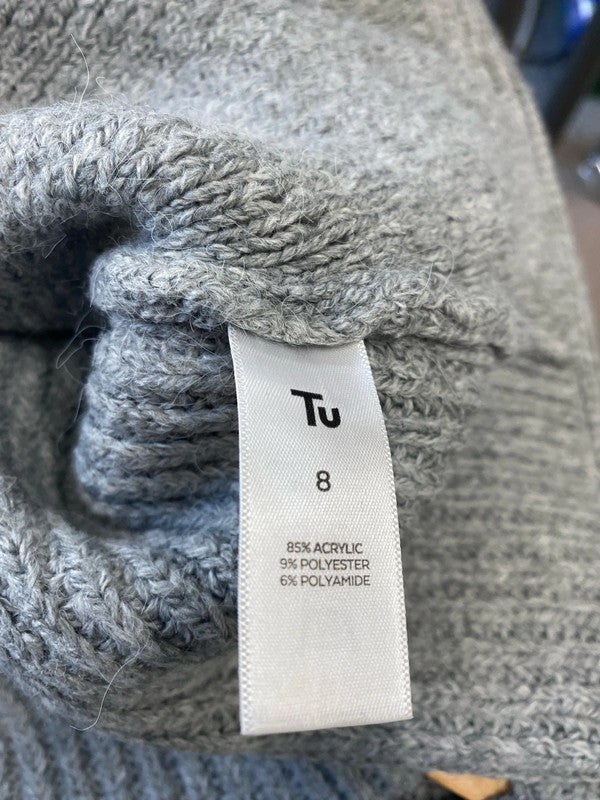 Tu
8
85% ACRYLIC
9% POLYESTER
6% POLYAMIDE